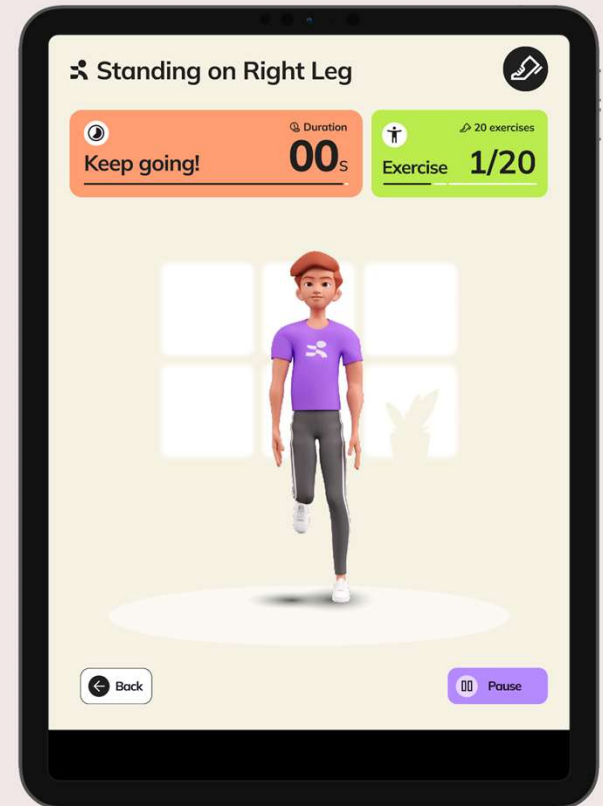 Standing on Right Leg
Duration
Keep going!
00s
20 exercises
Exercise 1/20
Back
Pause